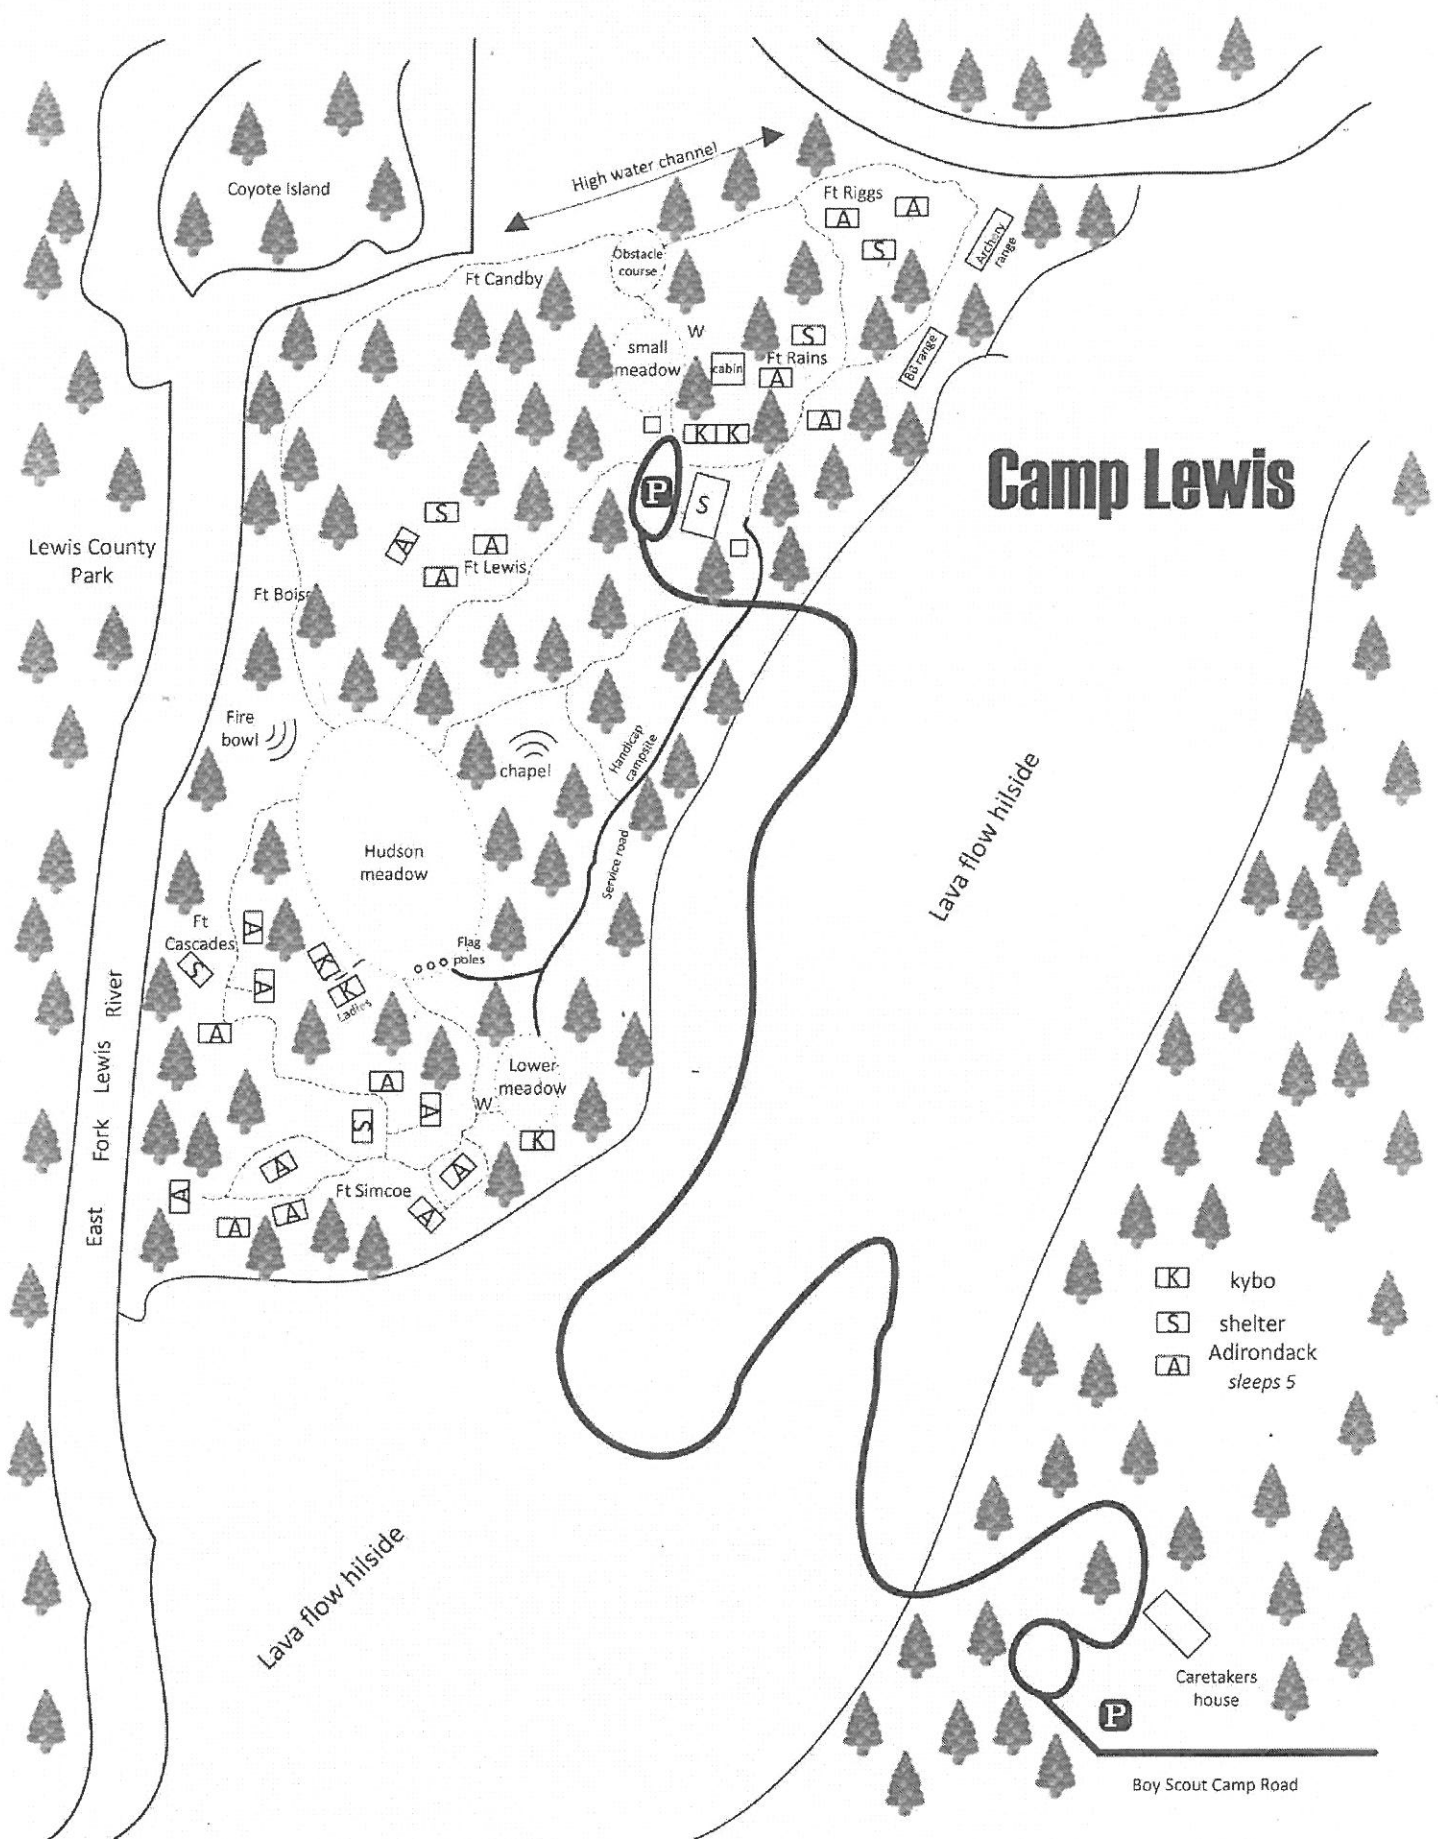 Coyote Island
High water channel
Ft Riggs
A
A
S
Archery
range
Obstacle
course
Ft Candby
W
small
meadow
S
Ft Rains
cabin
A
BB range
A
K K
Camp Lewis
P
S
S
A
A
Ft Lewis
A
Lewis County
Park
Ft Boise
Fire
bowl
chapel
Handicap
campsite
Service road
Lava flow hilside
Hudson
meadow
Ft
Cascades
A
S
A
K
K
Ladies
Flag
poles
A
East Fork Lewis River
Lower
meadow
W
A
A
S
K
A
A
A
Ft Simcoe
A
A
A
K kybo
S shelter
A Adirondack
sleeps 5
Lava flow hilside
Caretakers
house
P
Boy Scout Camp Road